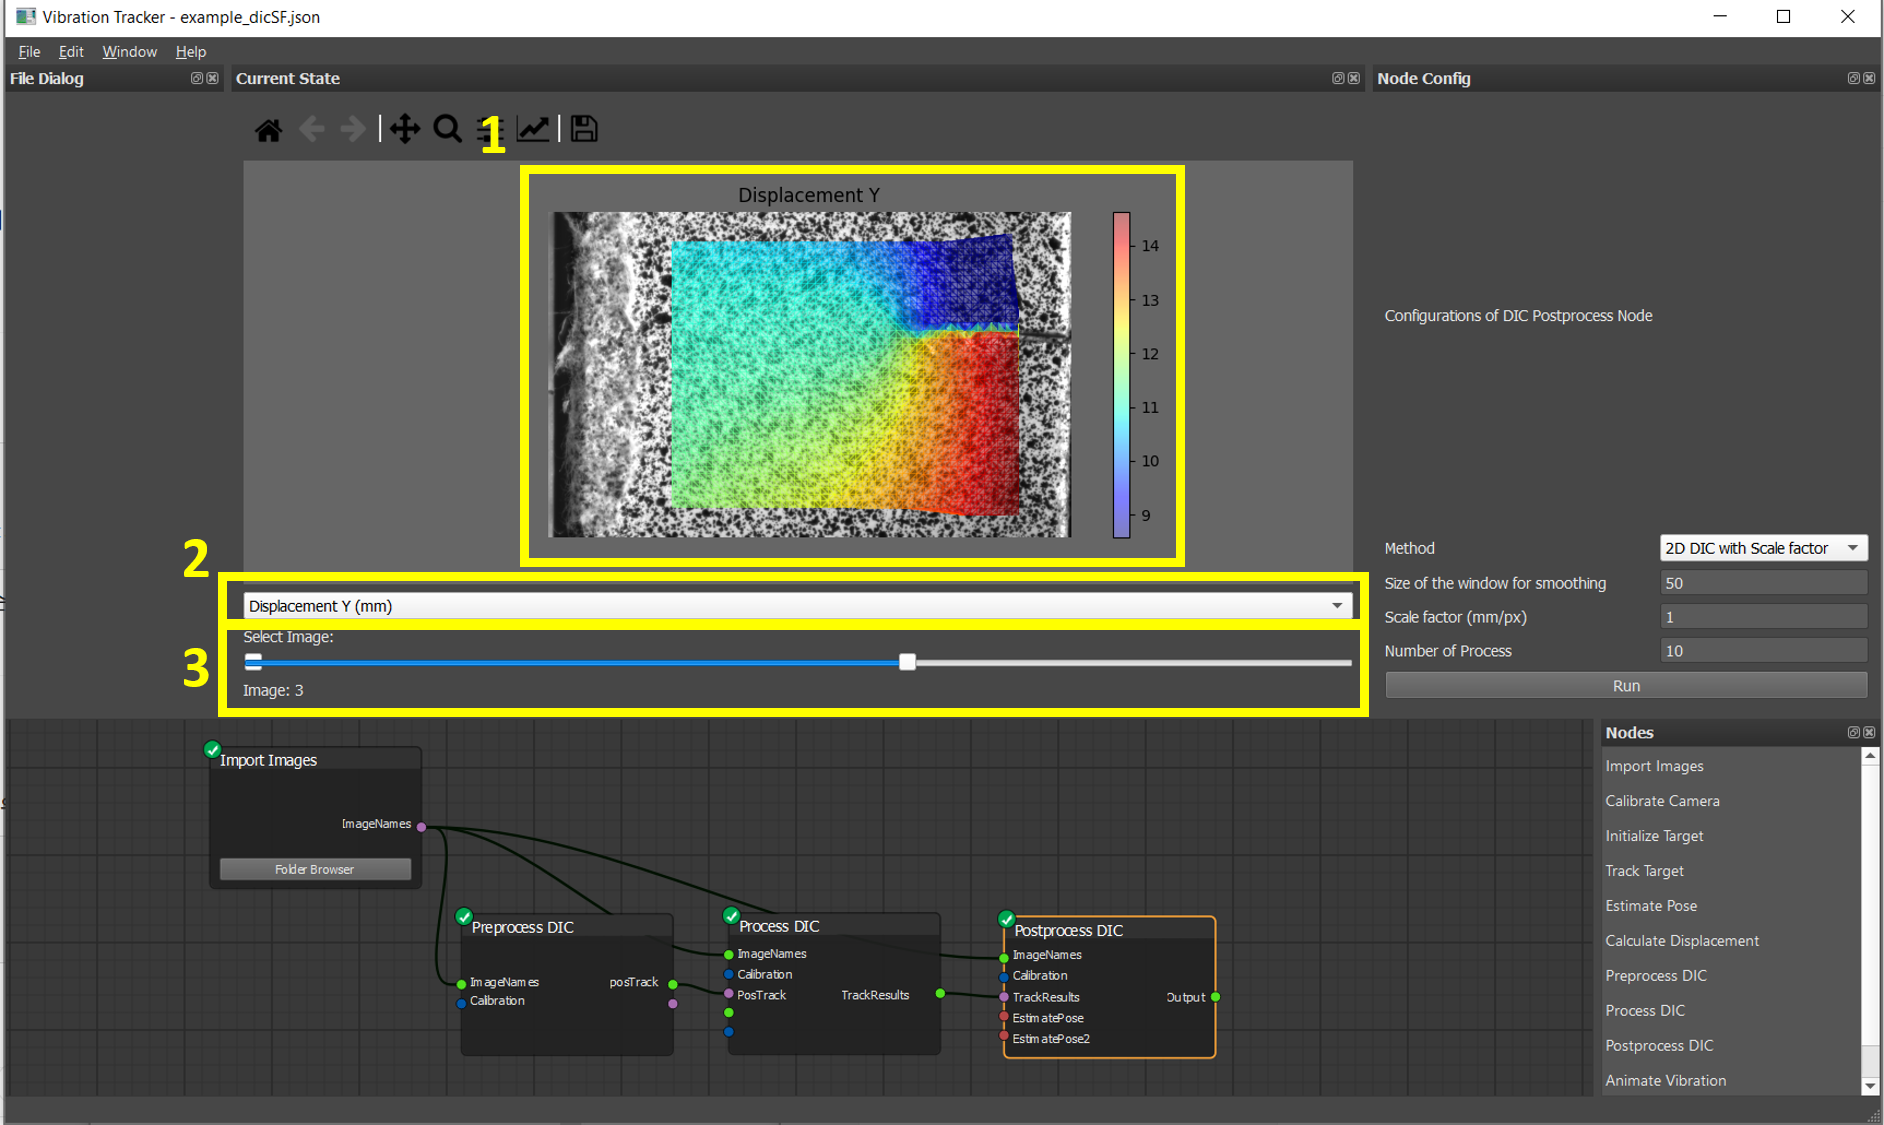 Vibration Tracker - example_dicSF.json
File Edit Window Help
File Dialog
Current State
Node Config
1
Displacement Y
14
13
12
11
10
9
Configurations of DIC Postprocess Node
2
Displacement Y (mm)
3
Select Image:
Image: 3
Method 2D DIC with Scale factor
Size of the window for smoothing 50
Scale factor (mm/px) 1
Number of Process 10
Run
Import Images
ImageNames
Folder Browser
Preprocess DIC
ImageNames posTrack
Calibration
Process DIC
ImageNames
Calibration
PosTrack TrackResults
Postprocess DIC
ImageNames
Calibration
TrackResults Output
EstimatePose
EstimatePose2
Nodes
Import Images
Calibrate Camera
Initialize Target
Track Target
Estimate Pose
Calculate Displacement
Preprocess DIC
Process DIC
Postprocess DIC
Animate Vibration